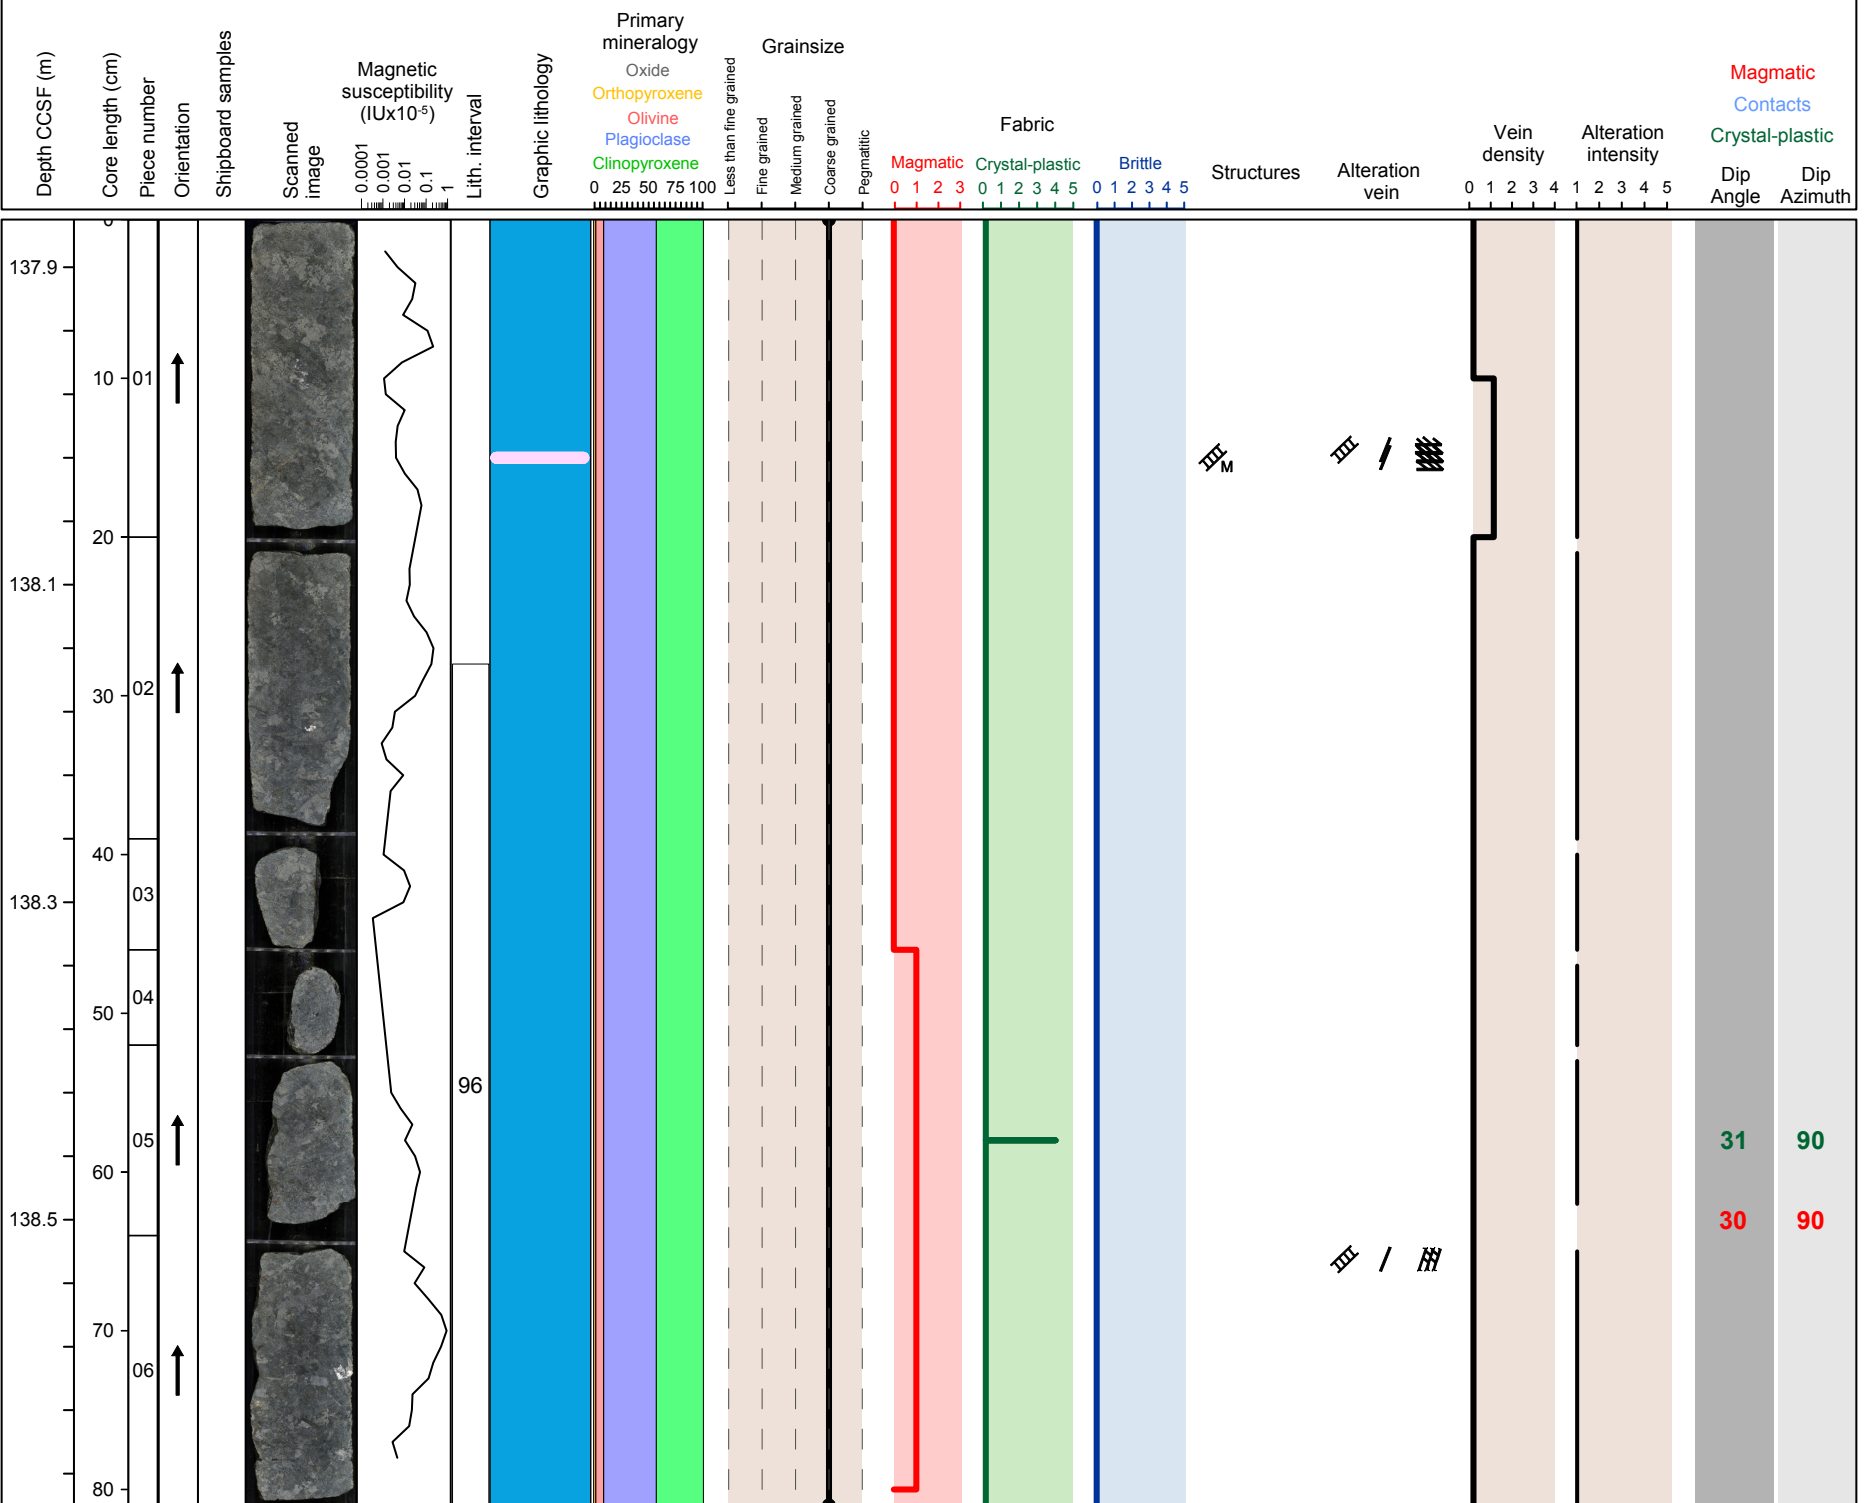 Depth CCSF (m)
Core length (cm)
Piece number
Orientation
Shipboard samples
Scanned
image
Magnetic
susceptibility
(IUx10-5)
0.0001
0.001
0.01
0.1
1
Lith. interval
Graphic lithology
Primary
mineralogy
Oxide
Orthopyroxene
Olivine
Plagioclase
Clinopyroxene
0 25 50 75 100
Grainsize
Less than fine grained
Fine grained
Medium grained
Coarse grained
Pegmatitic
Fabric
Magmatic
0 1 2 3
Crystal-plastic
0 1 2 3 4 5
Brittle
0 1 2 3 4 5
Structures
Alteration
vein
Vein
density
0 1 2 3 4
Alteration
intensity
1 2 3 4 5
Magmatic
Contacts
Crystal-plastic
Dip
Angle
Dip
Azimuth
0
137.9
10 01
M
20
138.1
30 02
40
03
138.3
04
50
96
05
31 90
60
138.5
30 90
70
06
80